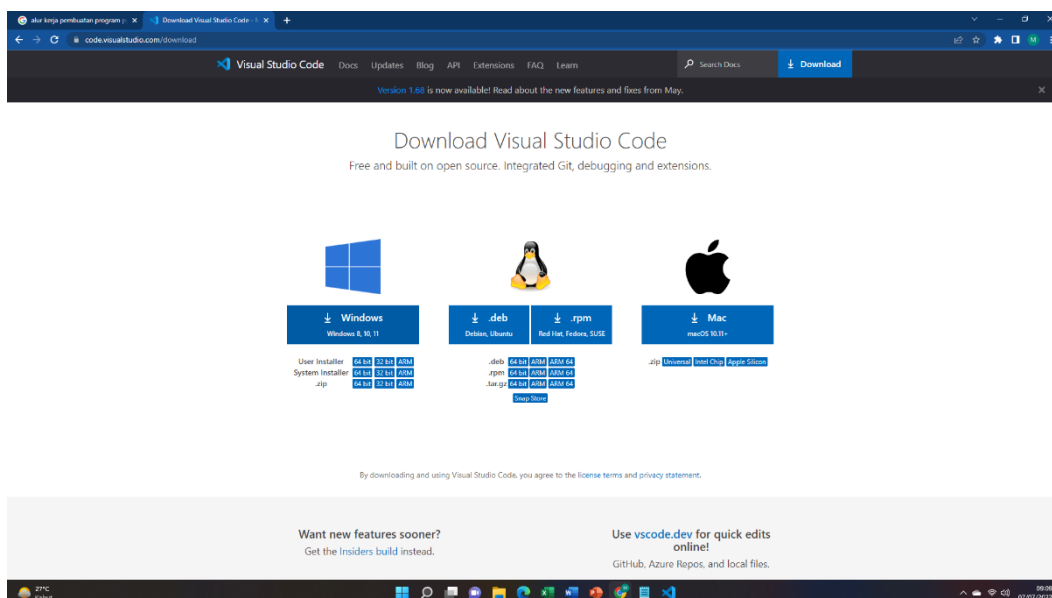 alur kerja pembuatan program p
Download Visual Studio Code -
code.visualstudio.com/download
M
Visual Studio Code Docs Updates Blog API Extensions FAQ Learn Search Docs Download
Version 1.68 is now available! Read about the new features and fixes from May.
Download Visual Studio Code
Free and built on open source. Integrated Git, debugging and extensions.
Windows
Windows 8, 10, 11
User Installer 64 bit 32 bit ARM
System Installer 64 bit 32 bit ARM
.zip 64 bit 32 bit ARM
.deb
Debian, Ubuntu
.rpm
Red Hat, Fedora, SUSE
.deb 64 bit ARM ARM 64
.rpm 64 bit ARM ARM 64
.tar.gz 64 bit ARM ARM 64
Snap Store
Mac
macOS 10.11+
.zip Universal Intel Chip Apple Silicon
By downloading and using Visual Studio Code, you agree to the license terms and privacy statement.
Want new features sooner?
Get the Insiders build instead.
Use vscode.dev for quick edits
online!
GitHub, Azure Repos, and local files.
27°C
Kabut